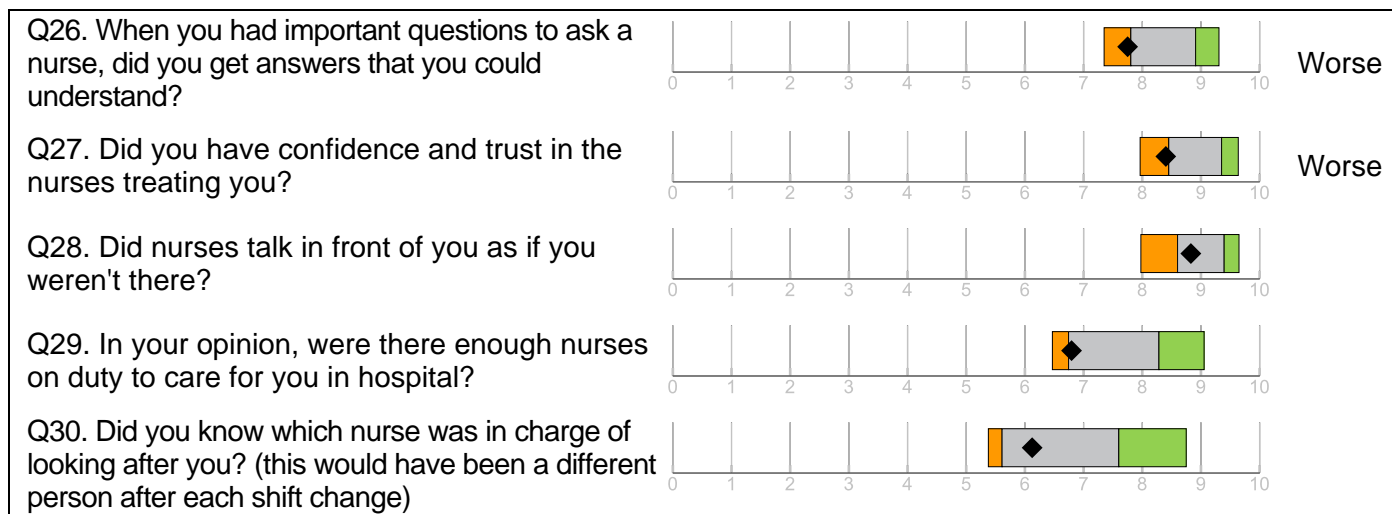 Q26. When you had important questions to ask a
nurse, did you get answers that you could
understand?
0 1 2 3 4 5 6 7 8 9 10
Worse
Q27. Did you have confidence and trust in the
nurses treating you?
0 1 2 3 4 5 6 7 8 9 10
Worse
Q28. Did nurses talk in front of you as if you
weren't there?
0 1 2 3 4 5 6 7 8 9 10
Q29. In your opinion, were there enough nurses
on duty to care for you in hospital?
0 1 2 3 4 5 6 7 8 9 10
Q30. Did you know which nurse was in charge of
looking after you? (this would have been a different
person after each shift change)
0 1 2 3 4 5 6 7 8 9 10